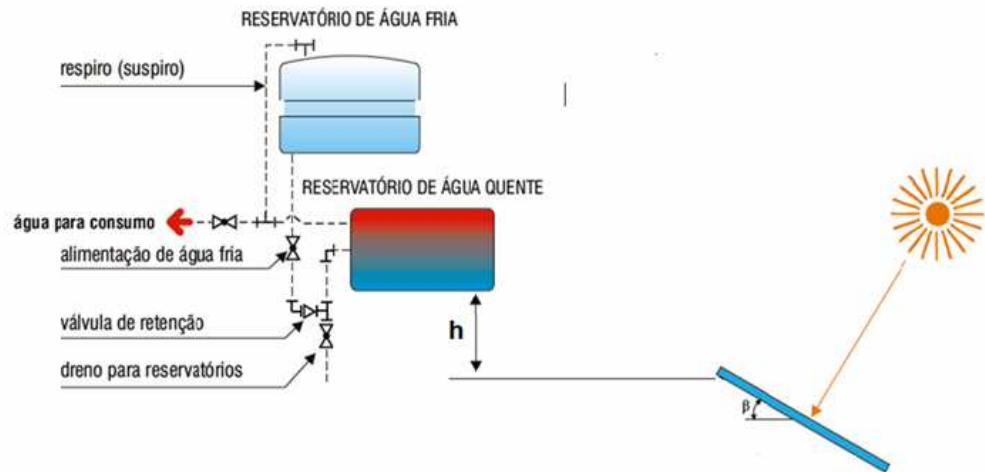 RESERVATÓRIO DE ÁGUA FRIA
respiro (suspiro)
RESERVATÓRIO DE ÁGUA QUENTE
água para consumo
alimentação de água fria
válvula de retenção
h
dreno para reservatórios
β